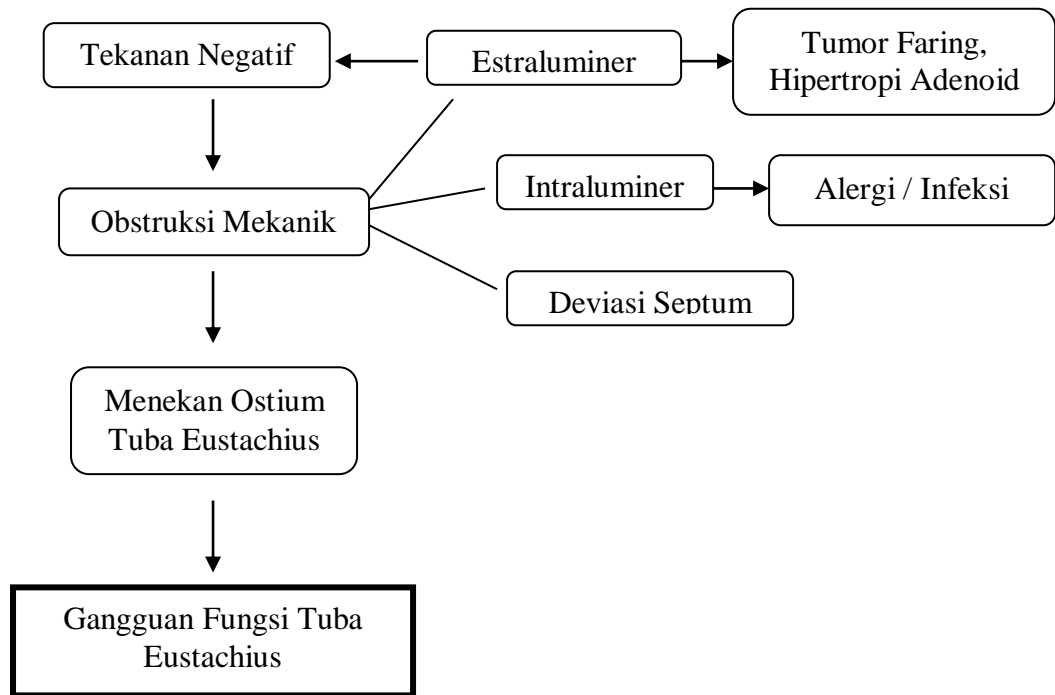 Tekanan Negatif
Estraluminer
Tumor Faring,
Hipertropi Adenoid
Intraluminer
Alergi / Infeksi
Obstruksi Mekanik
Deviasi Septum
Menekan Ostium
Tuba Eustachius
Gangguan Fungsi Tuba
Eustachius